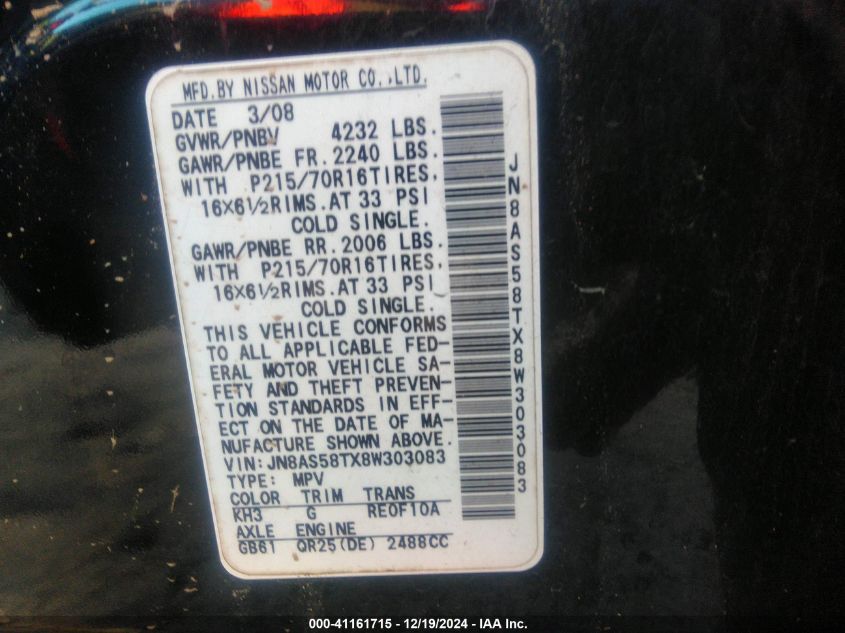 MFD.BY NISSAN MOTOR CO.,LTD.
DATE 3/08
GVWR/PNBV 4232 LBS.
GAWR/PNBE FR. 2240 LBS.
WITH P215/70R16TIRES,
16X6½RIMS.AT 33 PSI
COLD SINGLE.
GAWR/PNBE RR. 2006 LBS.
WITH P215/70R16TIRES,
16X6½RIMS.AT 33 PSI
COLD SINGLE.
THIS VEHICLE CONFORMS
TO ALL APPLICABLE FED-
ERAL MOTOR VEHICLE SA-
FETY AND THEFT PREVEN-
TION STANDARDS IN EFF-
ECT ON THE DATE OF MA-
NUFACTURE SHOWN ABOVE.
VIN:JN8AS58TX8W303083
TYPE: MPV
COLOR TRIM TRANS
KH3 G RE0F10A
AXLE ENGINE
GB61 QR25(DE) 2488CC
JN8AS58TX8W303083
000-41161715 - 12/19/2024 - IAA Inc.